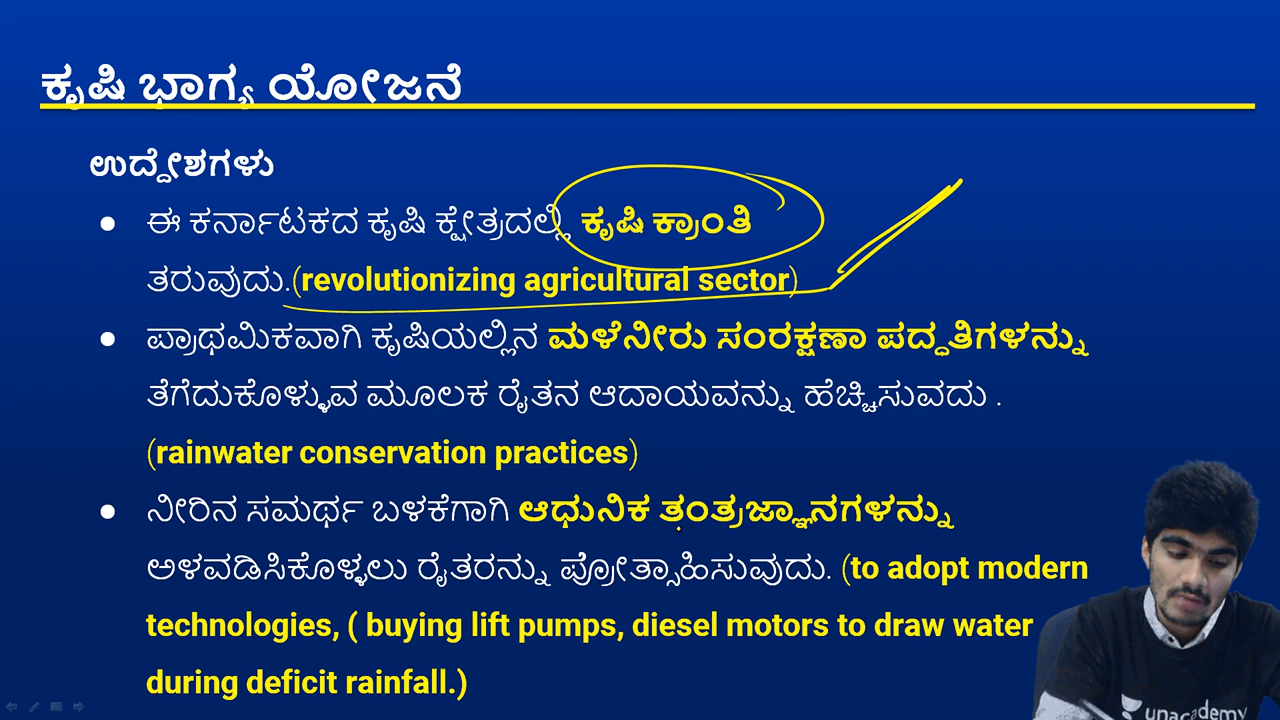 ಕೃಷಿ ಭಾಗ್ಯ ಯೋಜನೆ
ಉದ್ದೇಶಗಳು
● ಈ ಕರ್ನಾಟಕದ ಕೃಷಿ ಕ್ಷೇತ್ರದಲ್ಲಿ ಕೃಷಿ ಕ್ರಾಂತಿ
ತರುವುದು.(revolutionizing agricultural sector)
● ಪ್ರಾಥಮಿಕವಾಗಿ ಕೃಷಿಯಲ್ಲಿನ ಮಳೆನೀರು ಸಂರಕ್ಷಣಾ ಪದ್ಧತಿಗಳನ್ನು
ತೆಗೆದುಕೊಳ್ಳುವ ಮೂಲಕ ರೈತನ ಆದಾಯವನ್ನು ಹೆಚ್ಚಿಸುವದು .
(rainwater conservation practices)
● ನೀರಿನ ಸಮರ್ಥ ಬಳಕೆಗಾಗಿ ಆಧುನಿಕ ತಂತ್ರಜ್ಞಾನಗಳನ್ನು
ಅಳವಡಿಸಿಕೊಳ್ಳಲು ರೈತರನ್ನು ಪ್ರೋತ್ಸಾಹಿಸುವುದು. (to adopt modern
technologies, ( buying lift pumps, diesel motors to draw water
during deficit rainfall.)
unacademy